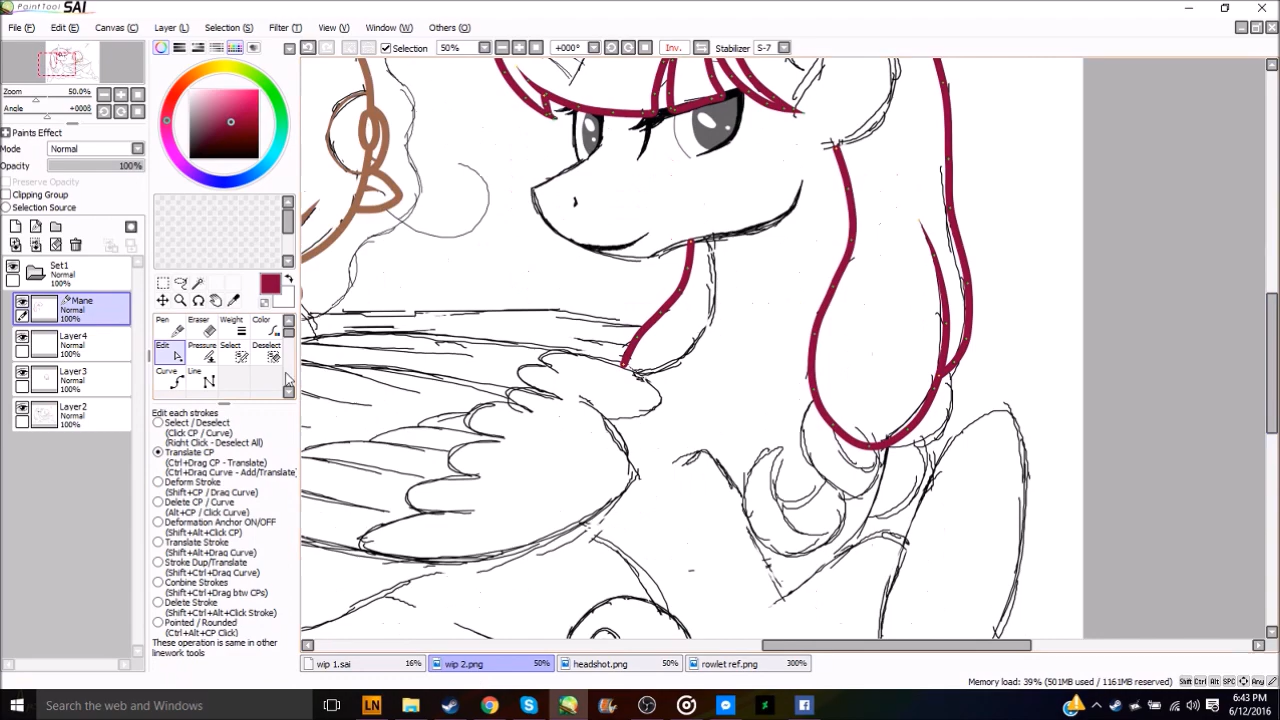 PaintTool SAI
File (F) Edit (E) Canvas (C) Layer (L) Selection (S) Filter (T) View (V) Window (W) Others (O)
Selection 50% +000° Inv. Stabilizer S-7
Zoom 50.0%
Angle +000ß
Paints Effect
Mode Normal
Opacity 100%
Preserve Opacity
Clipping Group
Selection Source
Set1
Normal
100%
Mane
Normal
100%
Layer4
Normal
100%
Layer3
Normal
100%
Layer2
Normal
100%
Pen Eraser Weight Color
Edit Pressure Select Deselect
Curve Line
Edit each strokes
Select / Deselect
(Click CP / Curve)
(Right Click - Deselect All)
Translate CP
(Ctrl+Drag CP - Translate)
(Ctrl+Drag Curve - Add/Translate
Deform Stroke
(Shift+CP / Drag Curve)
Delete CP / Curve
(Alt+CP / Click Curve)
Deformation Anchor ON/OFF
(Shift+Alt+Click CP)
Translate Stroke
(Shift+Alt+Drag Curve)
Stroke Dup/Translate
(Shift+Ctrl+Drag Curve)
Conbine Strokes
(Shift+Ctrl+Drag btw CPs)
Delete Stroke
(Shift+Ctrl+Alt+Click Stroke)
Pointed / Rounded
(Ctrl+Alt+CP Click)
These operation is same in other
linework tools
wip 1.sai 16% wip 2.png 50% headshot.png 50% rowlet ref.png 300%
Memory load: 39% (501MB used / 1161MB reserved) Shift Ctrl Alt SPC Any
Search the web and Windows
LN
6:43 PM
6/12/2016